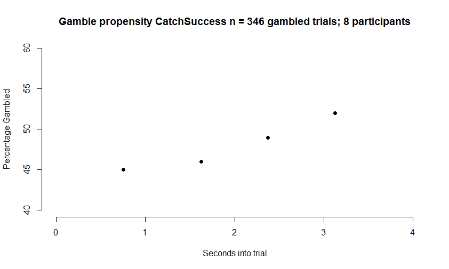 Gamble propensity CatchSuccess n = 346 gambled trials; 8 participants
60
55
50
45
40
Percentage Gambled
0 1 2 3 4
Seconds into trial